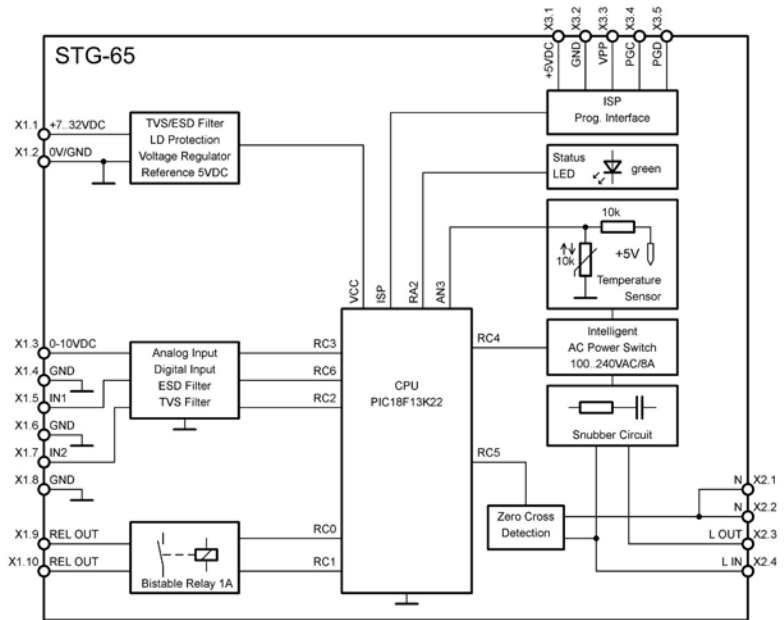 X3.1 X3.2 X3.3 X3.4 X3.5
+5VDC GND VPP PGC PGD
STG-65
ISP
Prog. Interface
X1.1 +7..32VDC
X1.2 0V/GND
TVS/ESD Filter
LD Protection
Voltage Regulator
Reference 5VDC
Status
LED
green
10k
10k
+5V
Temperature
Sensor
VCC ISP RA2 AN3
X1.3 0-10VDC
X1.4 GND
X1.5 IN1
X1.6 GND
X1.7 IN2
X1.8 GND
Analog Input
Digital Input
ESD Filter
TVS Filter
RC3
RC6
RC2
CPU
PIC18F13K22
RC4
Intelligent
AC Power Switch
100..240VAC/8A
Snubber Circuit
RC5
Zero Cross
Detection
N X2.1
N X2.2
L OUT X2.3
L IN X2.4
X1.9 REL OUT
X1.10 REL OUT
Bistable Relay 1A
RC0
RC1